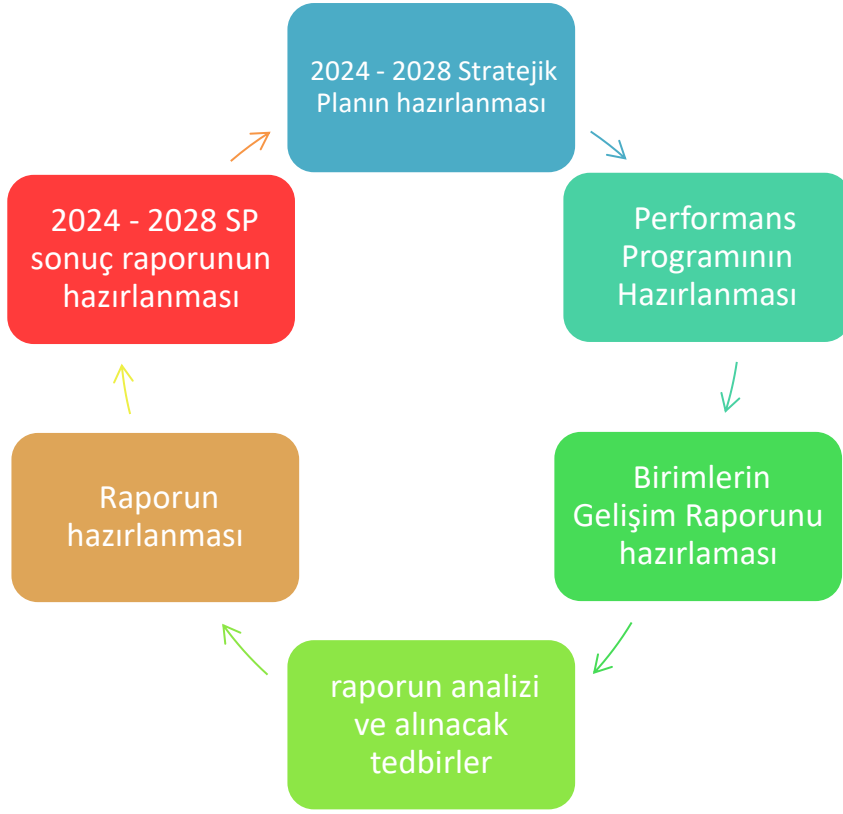 2024 - 2028 Stratejik
Planın hazırlanması
Performans
Programının
Hazırlanması
Birimlerin
Gelişim Raporunu
hazırlaması
raporun analizi
ve alınacak
tedbirler
Raporun
hazırlanması
2024 - 2028 SP
sonuç raporunun
hazırlanması